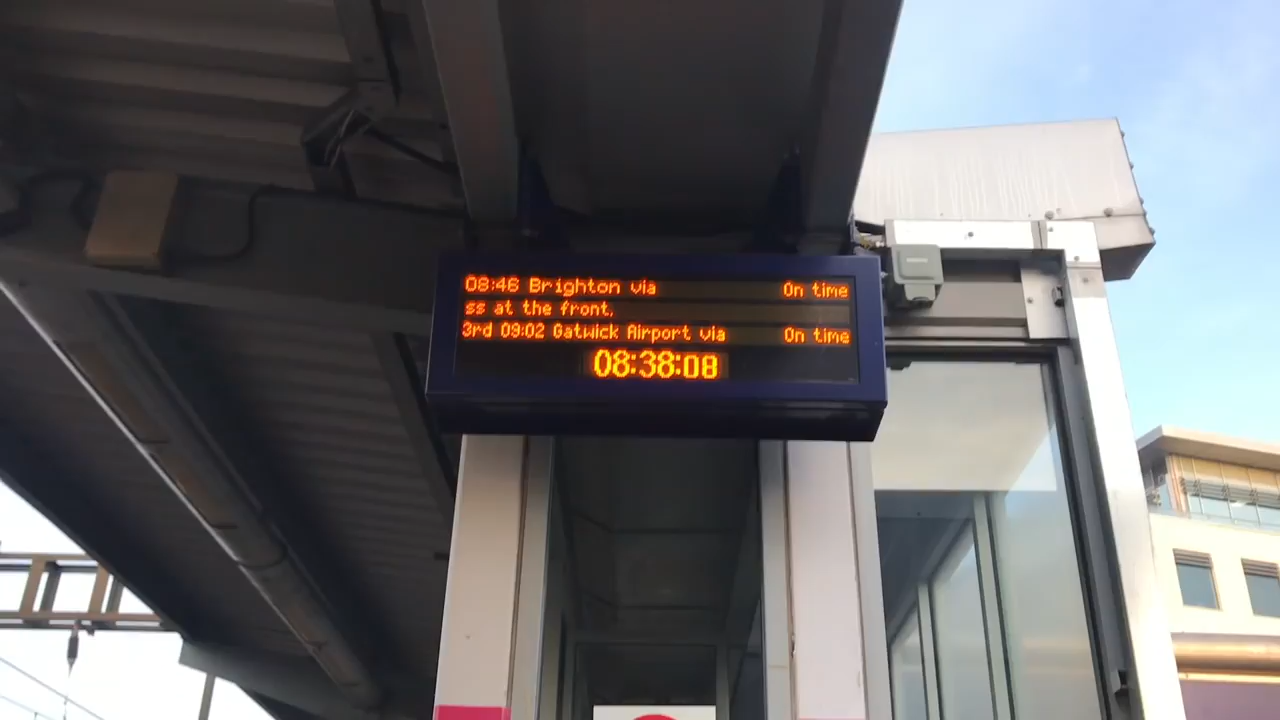 08:46 Brighton via On time
ss at the front,
3rd 09:02 Gatwick Airport via On time
08:38:08